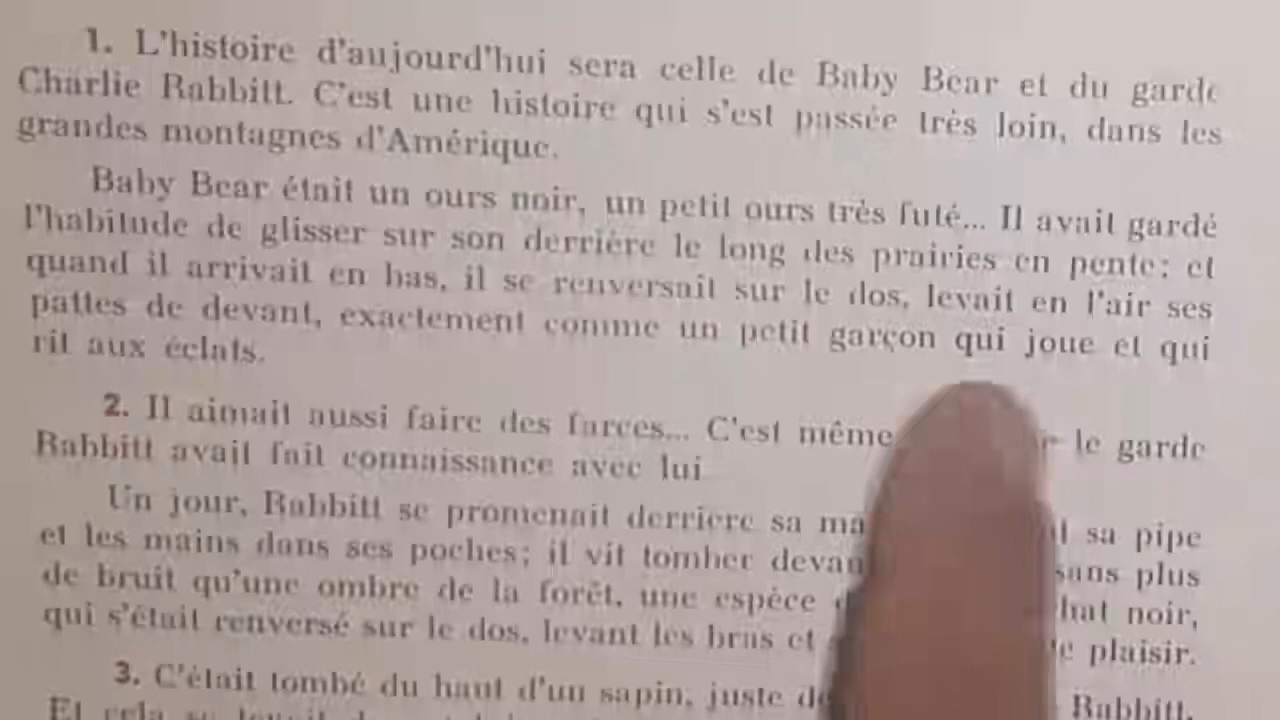 1. L'histoire d'aujourd'hui sera celle de Baby Bear et du garde
Charlie Rabbitt. C'est une histoire qui s'est passée très loin, dans les
grandes montagnes d'Amérique.
Baby Bear était un ours noir, un petit ours très futé... Il avait gardé
l'habitude de glisser sur son derrière le long des prairies en pente; et
quand il arrivait en bas, il se renversait sur le dos, levait en l'air ses
pattes de devant, exactement comme un petit garçon qui joue et qui
rit aux éclats.
2. Il aimait aussi faire des farces... C'est même le garde
Rabbitt avait fait connaissance avec lui
Un jour, Rabbitt se promenait derrière sa sa pipe
et les mains dans ses poches; il vit tomber sans plus
de bruit qu'une ombre de la forêt, une espèce noir,
qui s'était renversé sur le dos, levant les bras et plaisir.
3. C'était tombé du haut d'un sapin, juste Rabbitt.
Et cela se